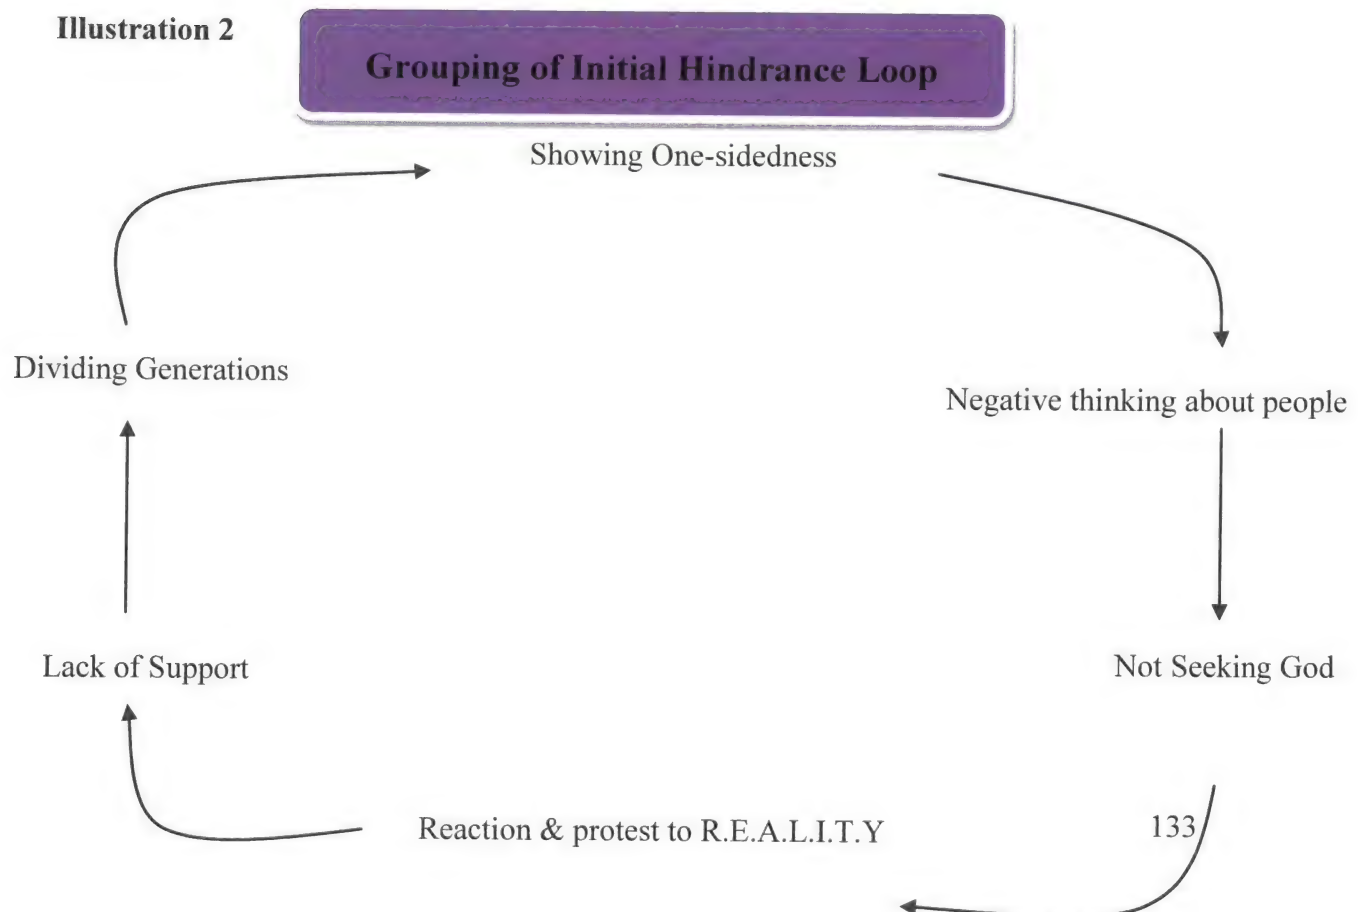 Illustration 2
Grouping of Initial Hindrance Loop
Showing One-sidedness
Dividing Generations
Negative thinking about people
Lack of Support
Not Seeking God
Reaction & protest to R.E.A.L.I.T.Y
133